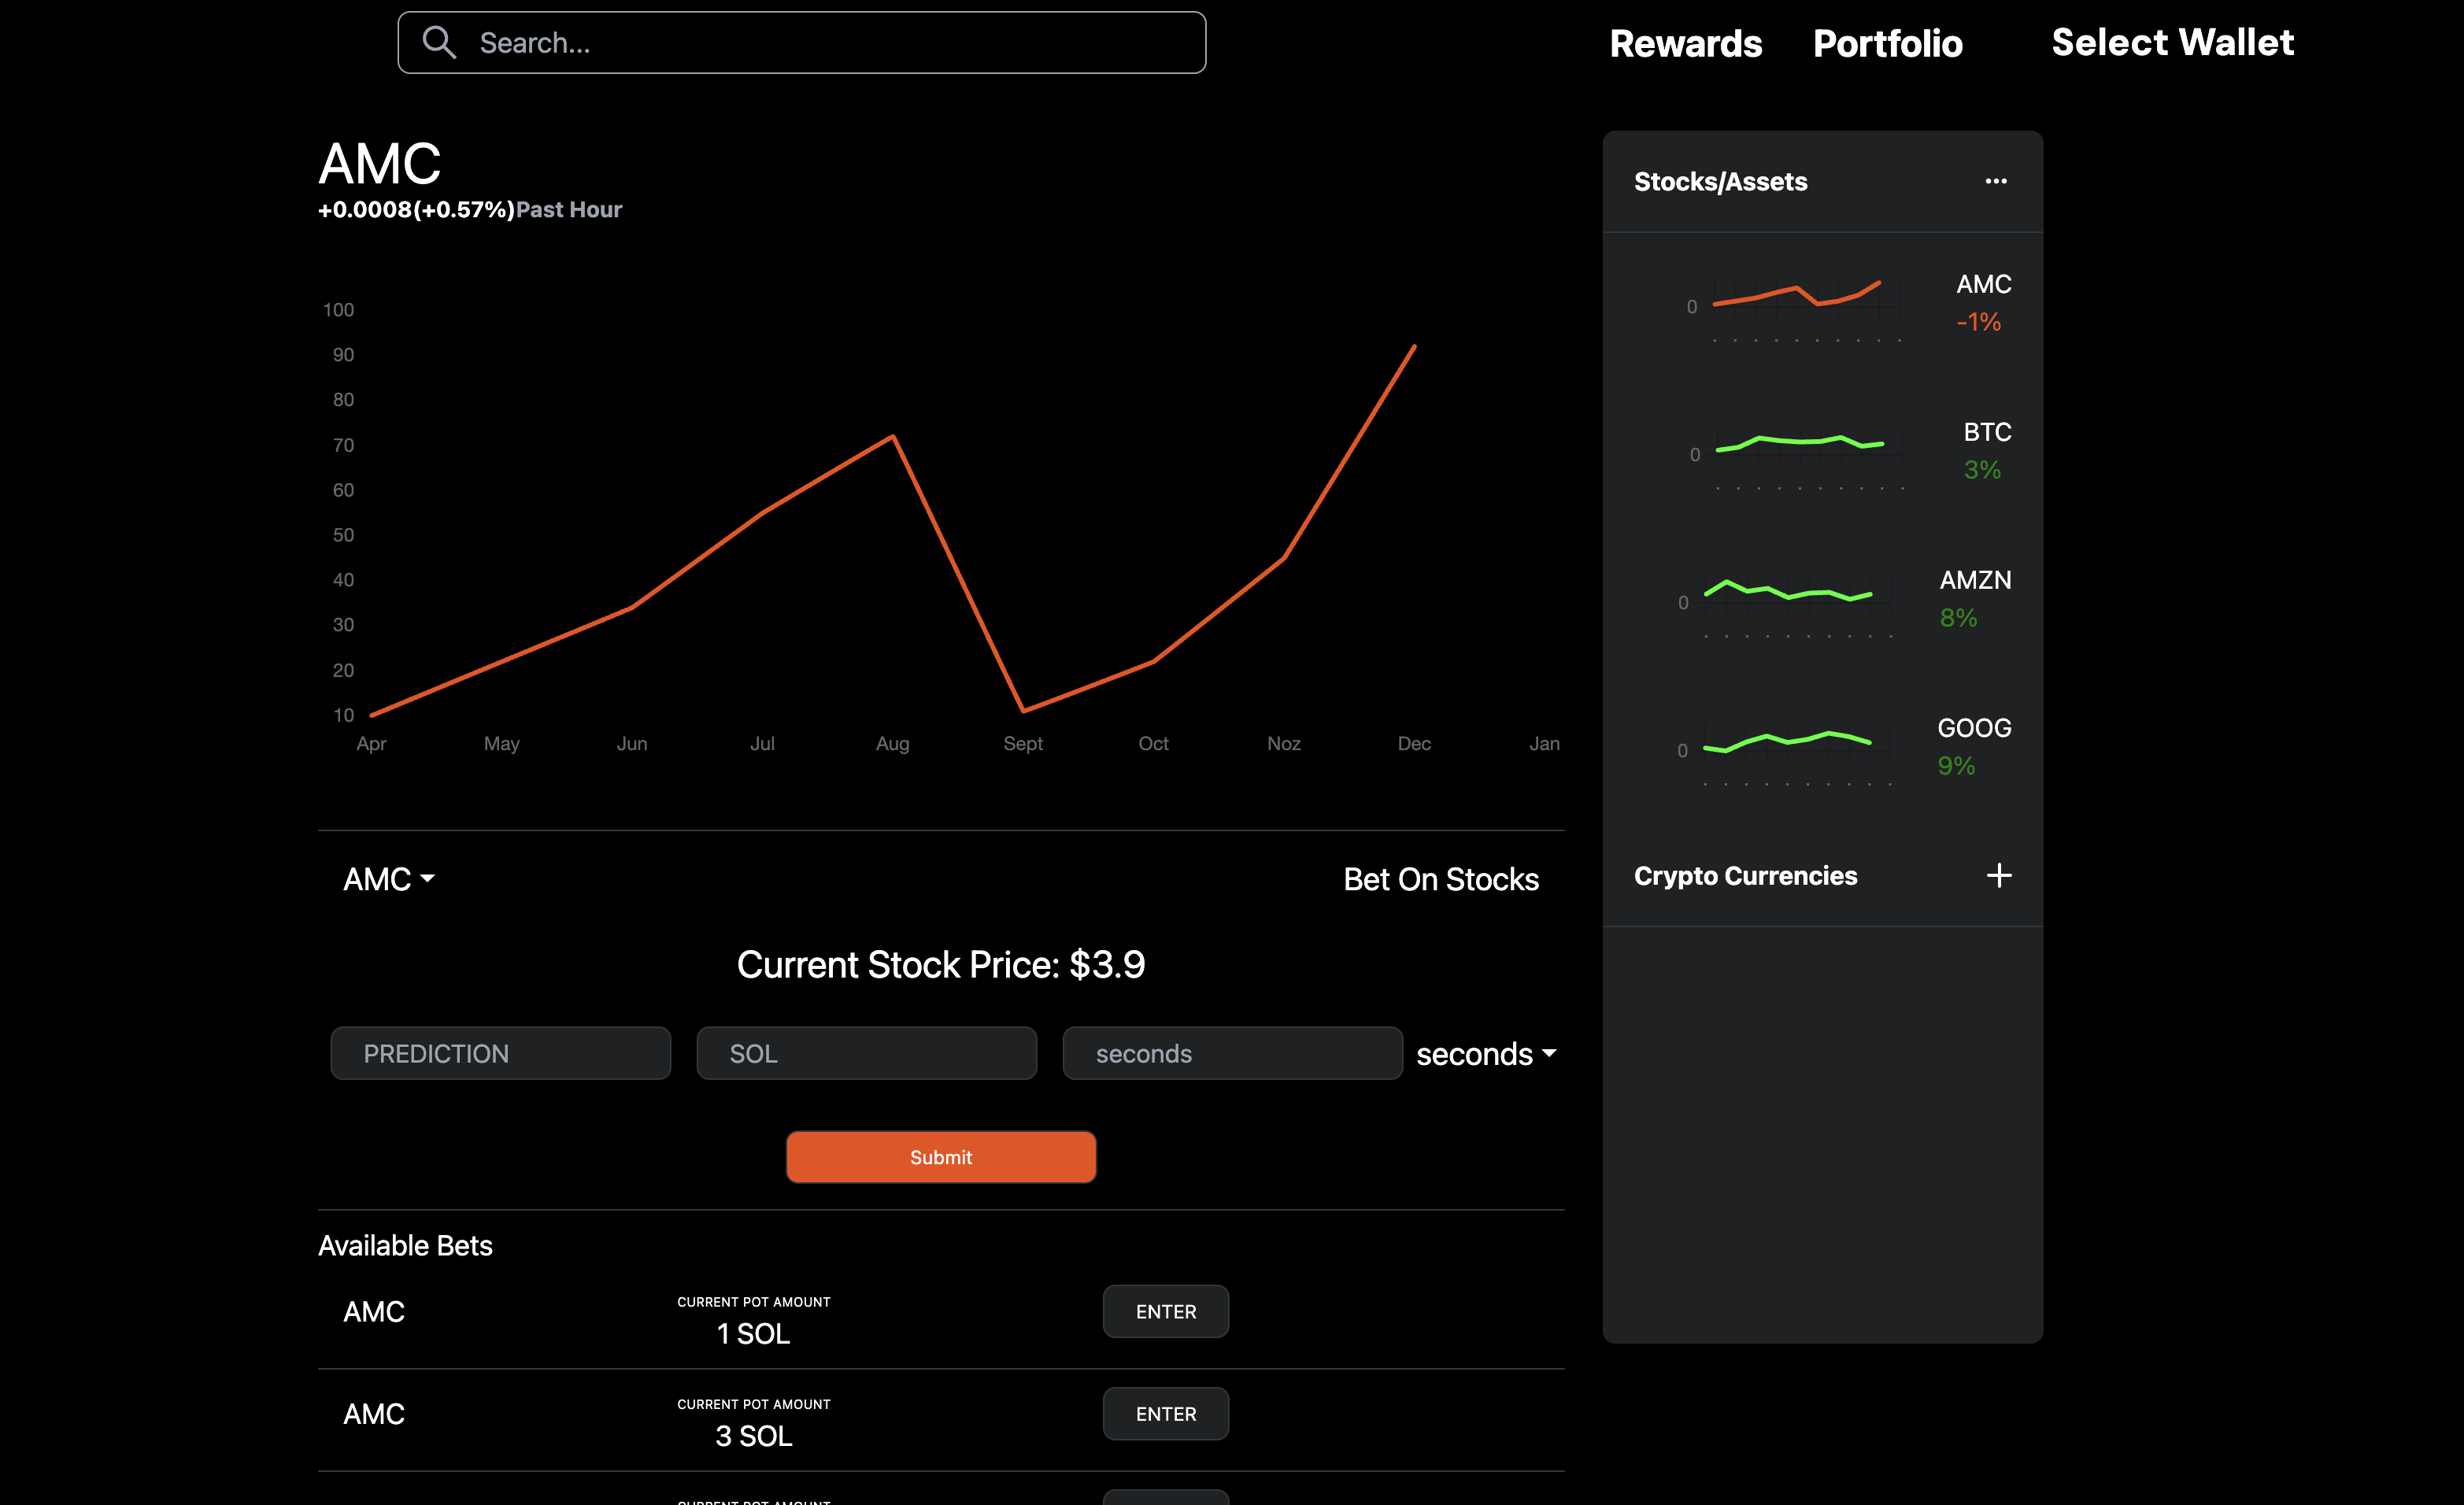 Search...
Rewards Portfolio Select Wallet
AMC
+0.0008(+0.57%)Past Hour
100
90
80
70
60
50
40
30
20
10
Apr May Jun Jul Aug Sept Oct Noz Dec Jan
AMC
Bet On Stocks
Current Stock Price: $3.9
PREDICTION SOL seconds seconds
Submit
Available Bets
AMC
CURRENT POT AMOUNT
1 SOL
ENTER
AMC
CURRENT POT AMOUNT
3 SOL
ENTER
CURRENT POT AMOUNT
Stocks/Assets
0
AMC
-1%
0
BTC
3%
0
AMZN
8%
0
GOOG
9%
Crypto Currencies